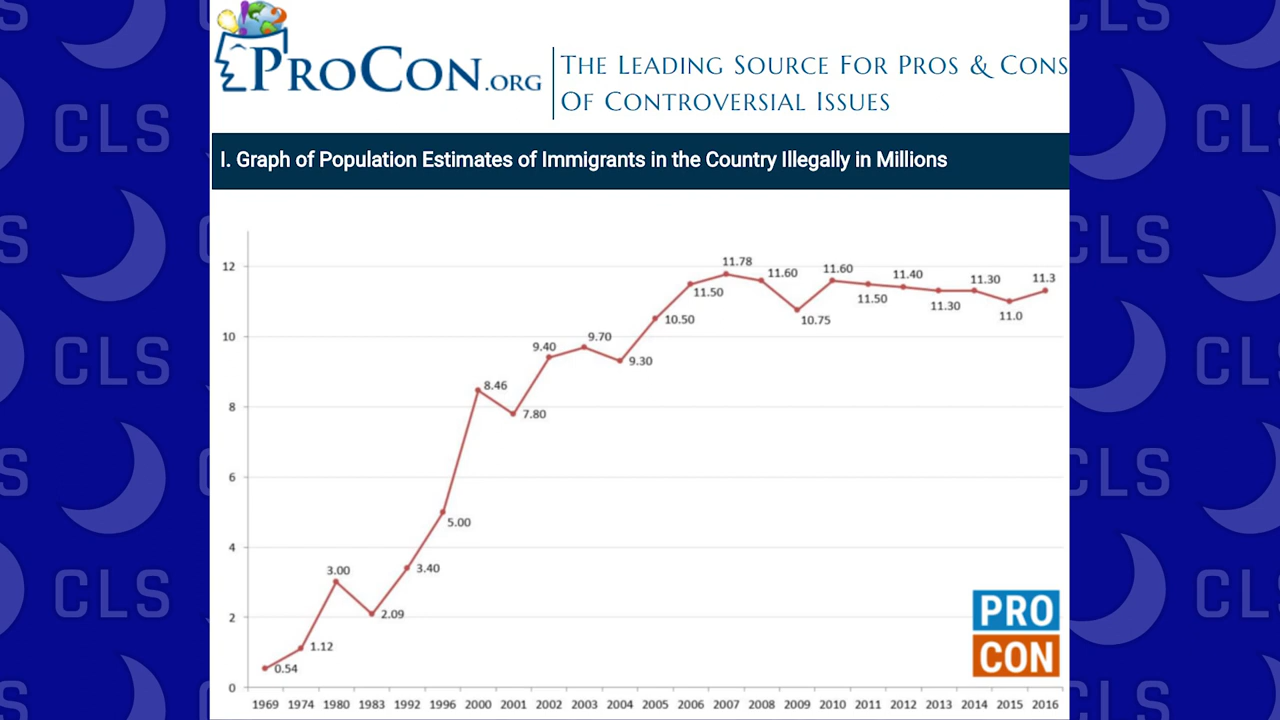 PROCON.ORG
THE LEADING SOURCE FOR PROS & CONS
OF CONTROVERSIAL ISSUES
I. Graph of Population Estimates of Immigrants in the Country Illegally in Millions
12
10
8
6
4
2
0
0.54
1.12
3.00
2.09
3.40
5.00
8.46
7.80
9.40
9.70
9.30
10.50
11.50
11.78
11.60
10.75
11.60
11.50
11.40
11.30
11.30
11.0
11.3
1969 1974 1980 1983 1992 1996 2000 2001 2002 2003 2004 2005 2006 2007 2008 2009 2010 2011 2012 2013 2014 2015 2016
PRO
CON
CLS
CLS
CLS
CLS
CLS
CLS